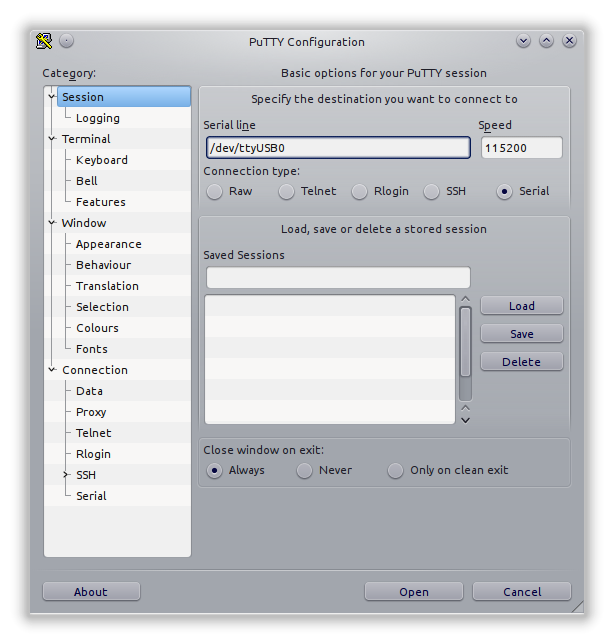 PuTTY Configuration
Category:
Session
Logging
Terminal
Keyboard
Bell
Features
Window
Appearance
Behaviour
Translation
Selection
Colours
Fonts
Connection
Data
Proxy
Telnet
Rlogin
SSH
Serial
Basic options for your PuTTY session
Specify the destination you want to connect to
Serial line Speed
/dev/ttyUSB0 115200
Connection type:
Raw Telnet Rlogin SSH Serial
Load, save or delete a stored session
Saved Sessions
Load
Save
Delete
Close window on exit:
Always Never Only on clean exit
About Open Cancel